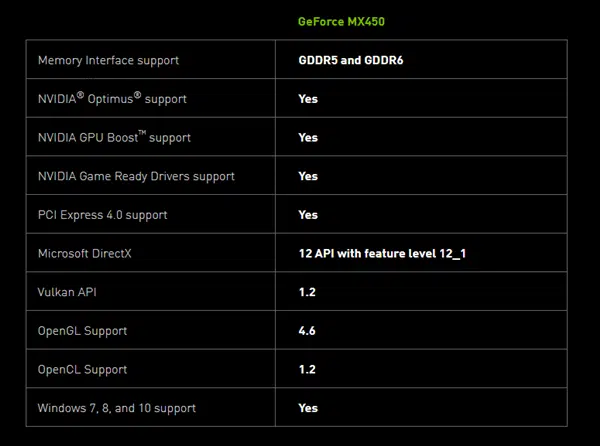 GeForce MX450
Memory Interface support GDDR5 and GDDR6
NVIDIA® Optimus® support Yes
NVIDIA GPU Boost™ support Yes
NVIDIA Game Ready Drivers support Yes
PCI Express 4.0 support Yes
Microsoft DirectX 12 API with feature level 12_1
Vulkan API 1.2
OpenGL Support 4.6
OpenCL Support 1.2
Windows 7, 8, and 10 support Yes